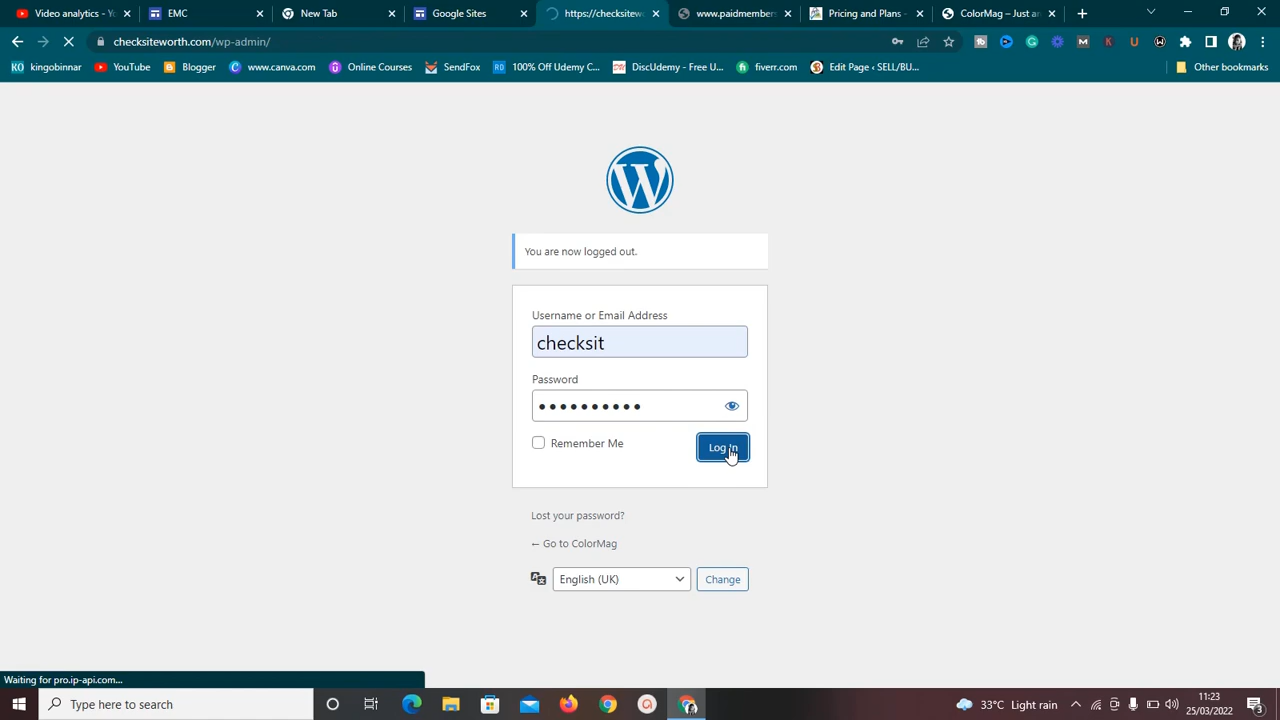 Video analytics - Y
EMC
New Tab
Google Sites
https://checksitew
www.paidmembers
Pricing and Plans -
ColorMag – Just an
checksiteworth.com/wp-admin/
kingobinnar
YouTube
Blogger
www.canva.com
Online Courses
SendFox
100% Off Udemy C...
DiscUdemy - Free U...
fiverr.com
Edit Page ‹ SELL/BU...
Other bookmarks
You are now logged out.
Username or Email Address
checksit
Password
Remember Me
Log In
Lost your password?
← Go to ColorMag
English (UK)
Change
Waiting for pro.ip-api.com...
Type here to search
33°C Light rain
11:23
25/03/2022